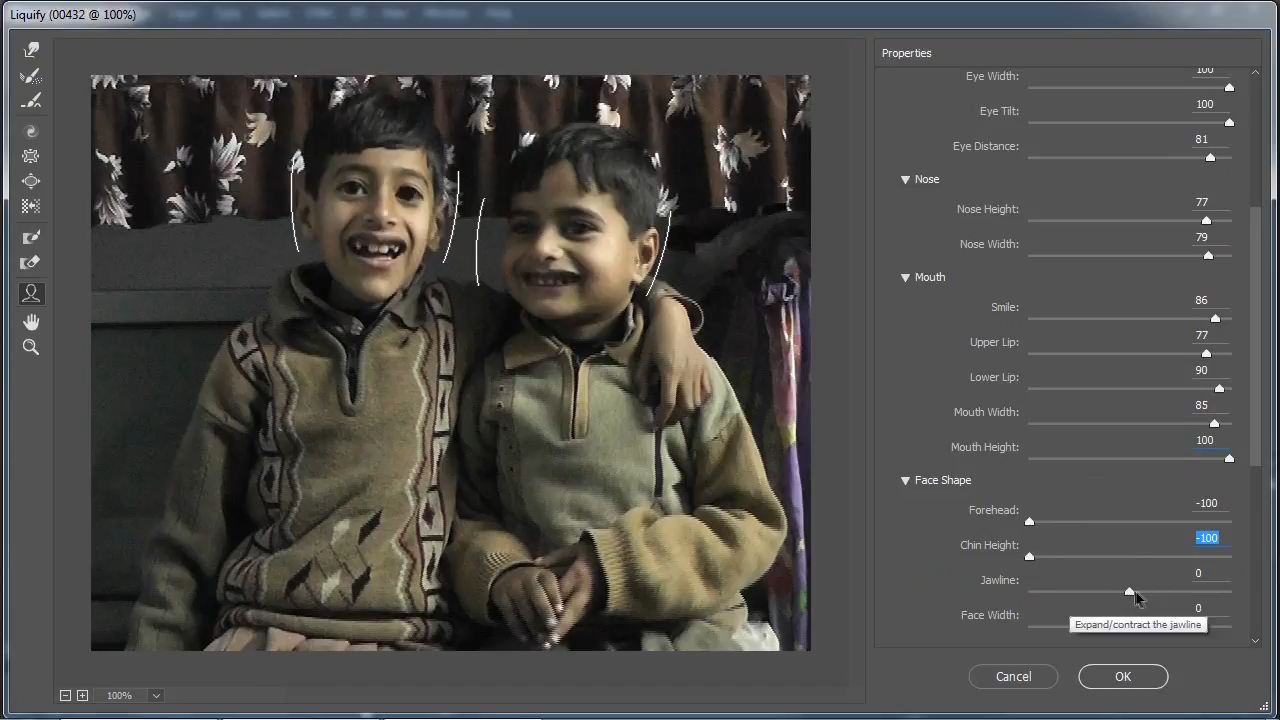 Liquify (00432 @ 100%)
Properties
Eye Width: 100
Eye Tilt: 100
Eye Distance: 81
Nose
Nose Height: 77
Nose Width: 79
Mouth
Smile: 86
Upper Lip: 77
Lower Lip: 90
Mouth Width: 85
Mouth Height: 100
Face Shape
Forehead: -100
Chin Height: -100
Jawline: 0
Face Width: 0
Expand/contract the jawline
Cancel OK
100%